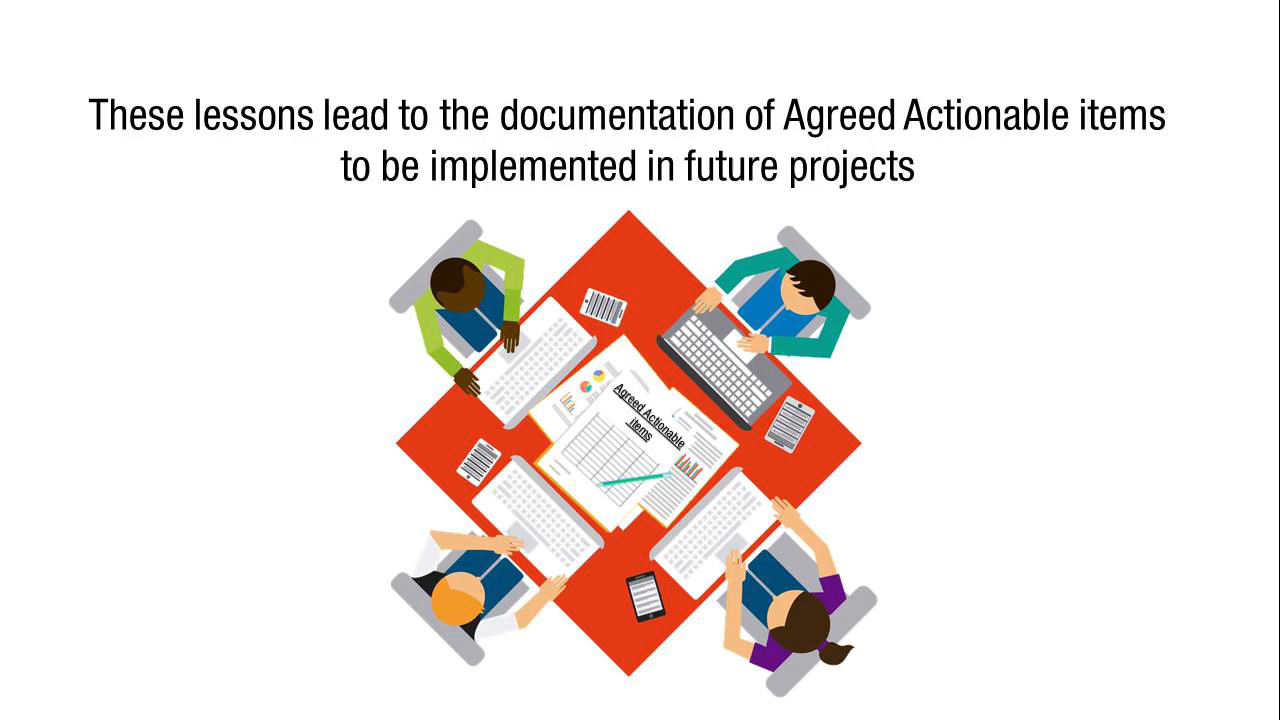 These lessons lead to the documentation of Agreed Actionable items
to be implemented in future projects
Agreed Actionable
items